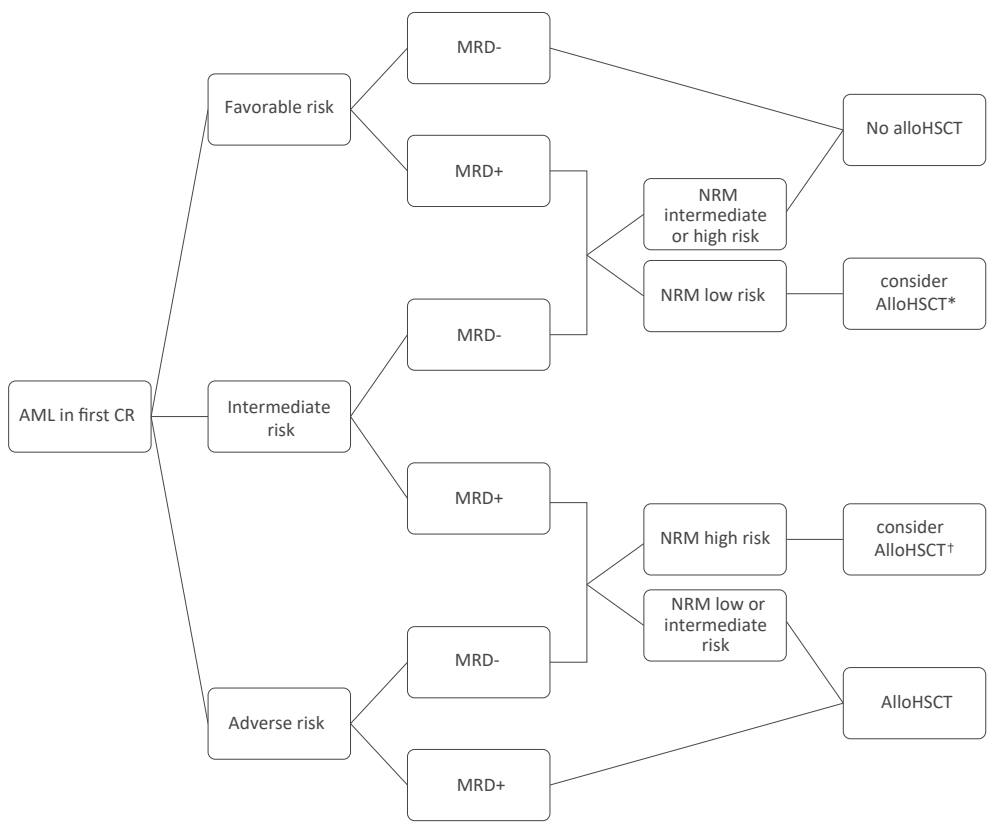 MRD-
Favorable risk
No alloHSCT
MRD+
NRM
intermediate
or high risk
NRM low risk
consider
AlloHSCT*
MRD-
AML in first CR
Intermediate
risk
MRD+
NRM high risk
consider
AlloHSCT†
NRM low or
intermediate
risk
MRD-
AlloHSCT
Adverse risk
MRD+